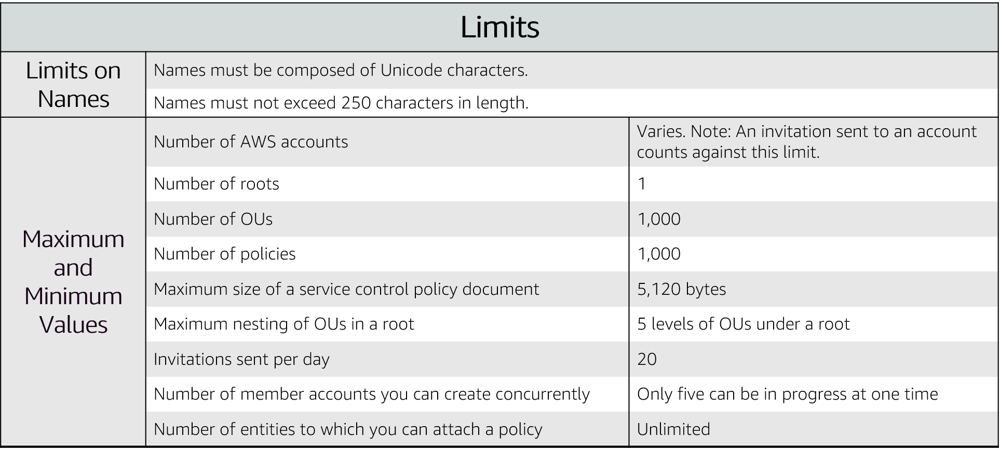 Limits
Limits on
Names
Names must be composed of Unicode characters.
Names must not exceed 250 characters in length.
Maximum
and
Minimum
Values
Number of AWS accounts
Varies. Note: An invitation sent to an account
counts against this limit.
Number of roots
1
Number of OUs
1,000
Number of policies
1,000
Maximum size of a service control policy document
5,120 bytes
Maximum nesting of OUs in a root
5 levels of OUs under a root
Invitations sent per day
20
Number of member accounts you can create concurrently
Only five can be in progress at one time
Number of entities to which you can attach a policy
Unlimited